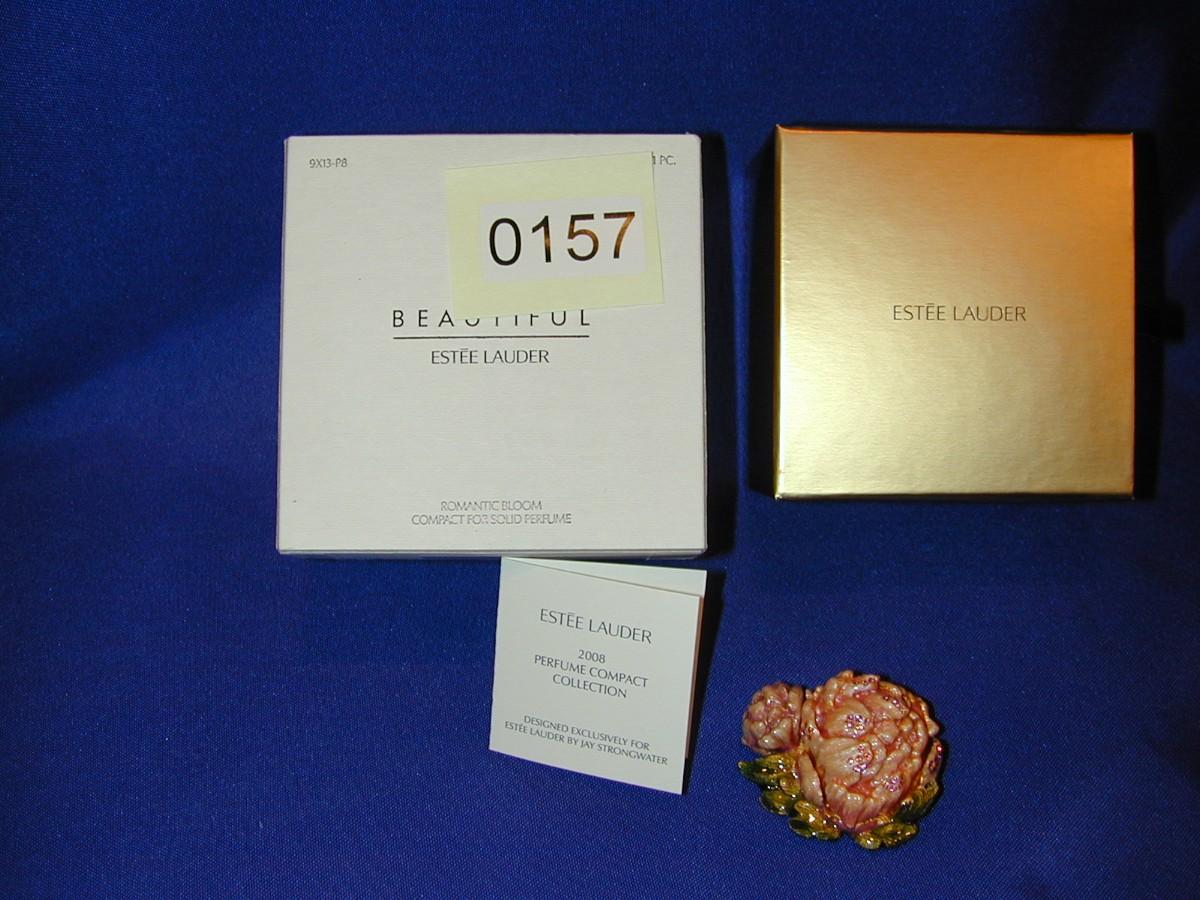 9X13-P8
1 PC.
0157
BEAUTIFUL
ESTĒE LAUDER
ROMANTIC BLOOM
COMPACT FOR SOLID PERFUME
ESTĒE LAUDER
ESTĒE LAUDER
2008
PERFUME COMPACT
COLLECTION
DESIGNED EXCLUSIVELY FOR
ESTĒE LAUDER BY JAY STRONGWATER